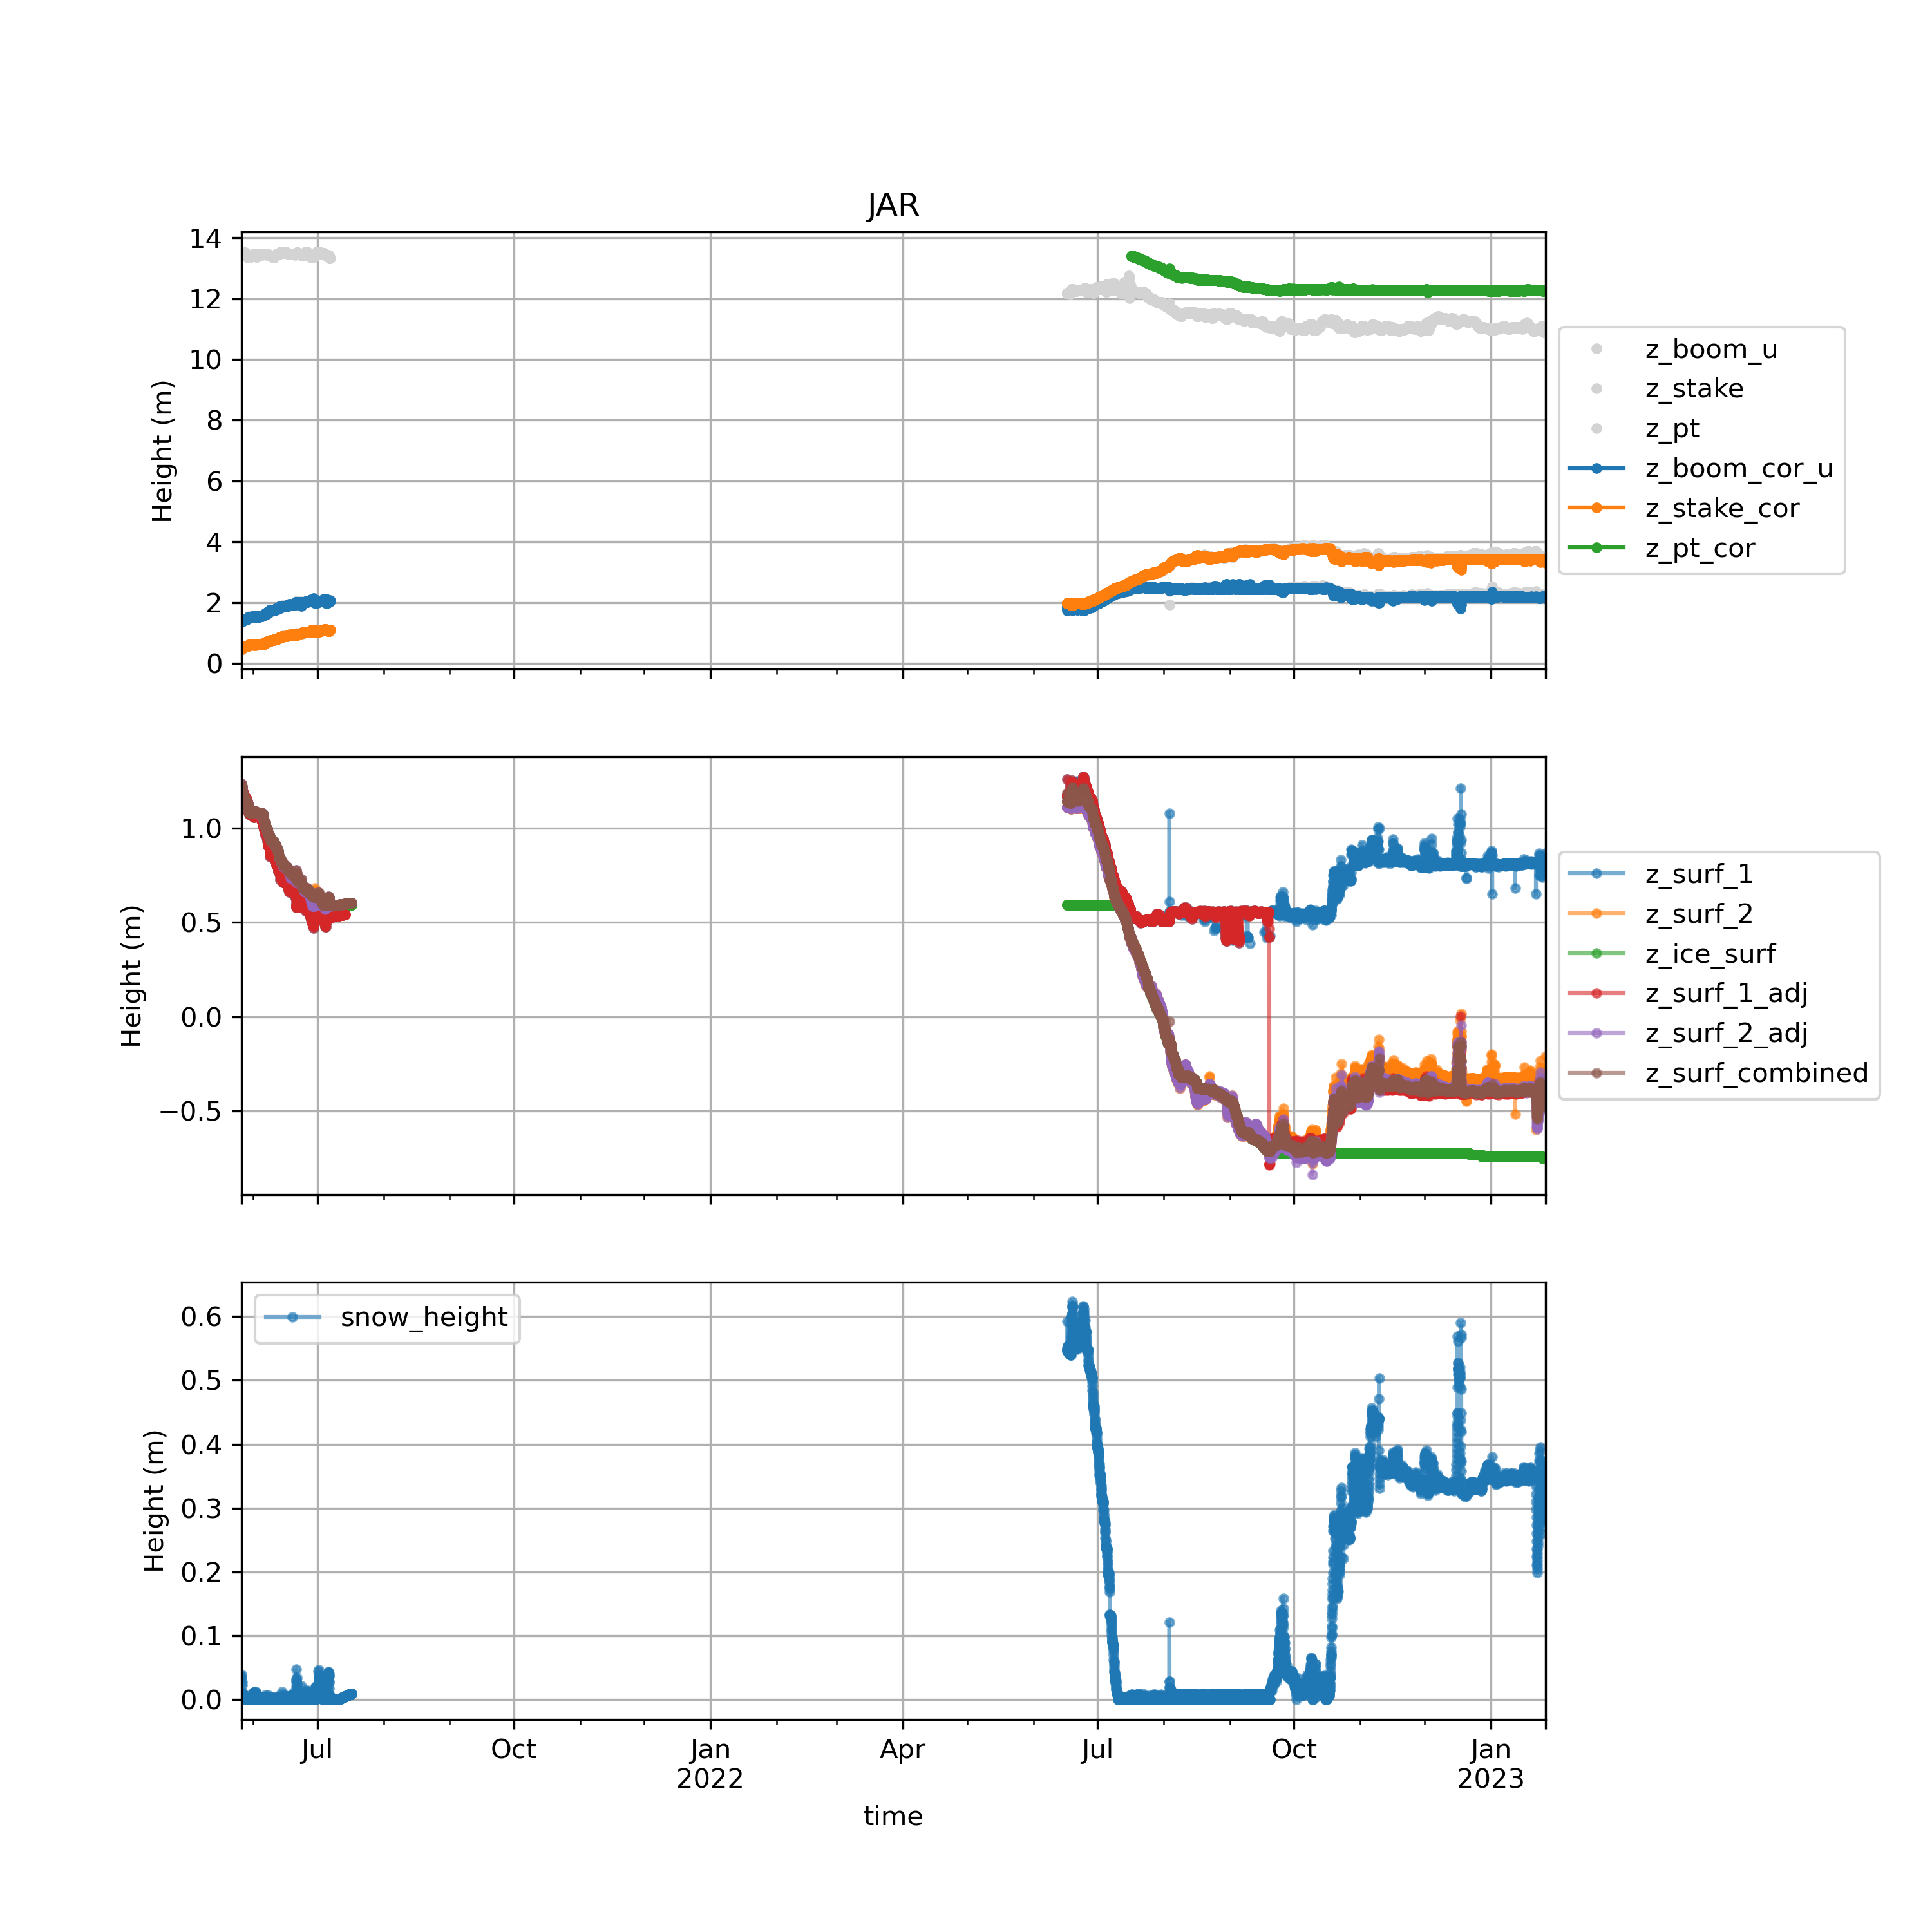 JAR
14
12
10
8
6
4
2
0
Height (m)
z_boom_u
z_stake
z_pt
z_boom_cor_u
z_stake_cor
z_pt_cor
1.0
0.5
0.0
−0.5
Height (m)
z_surf_1
z_surf_2
z_ice_surf
z_surf_1_adj
z_surf_2_adj
z_surf_combined
snow_height
0.6
0.5
0.4
0.3
0.2
0.1
0.0
Height (m)
Jul Oct Jan Apr Jul Oct Jan
2022 2023
time